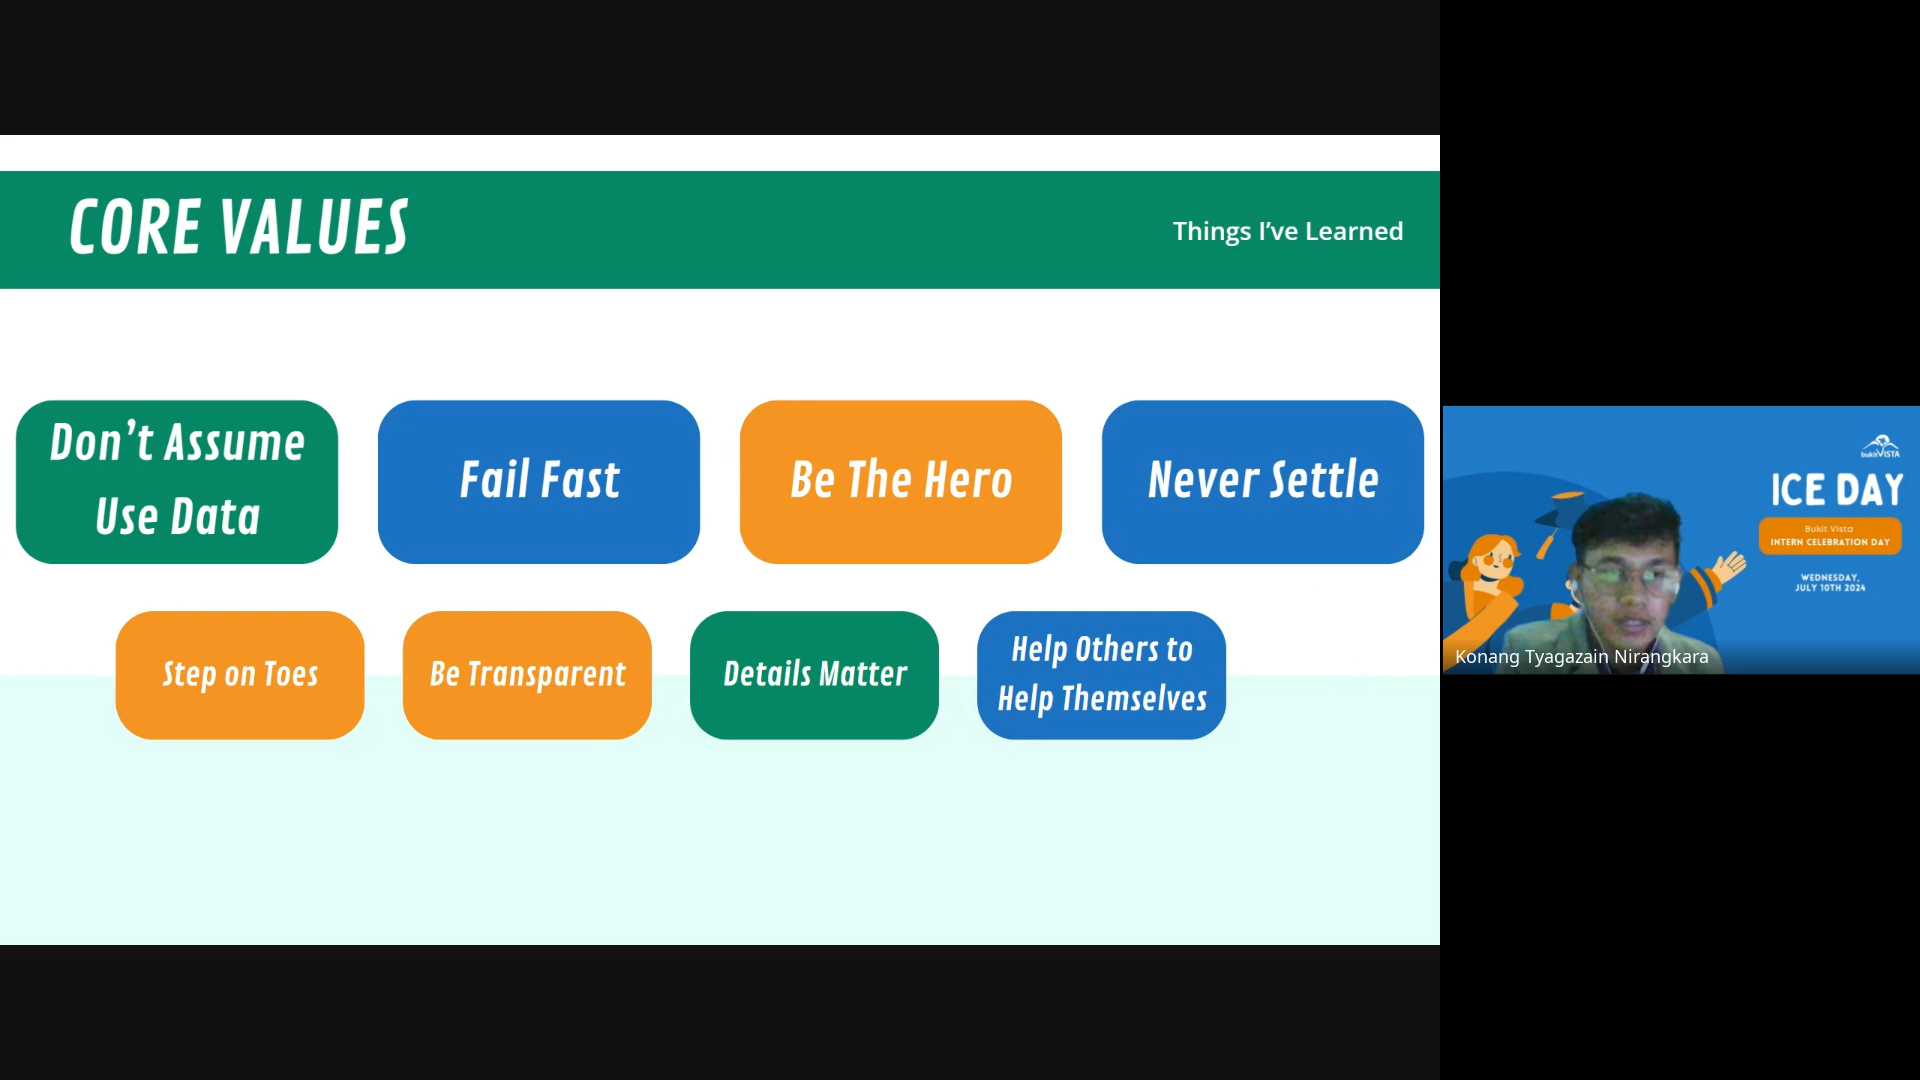 CORE VALUES
Things I’ve Learned
Don’t Assume
Use Data
Fail Fast
Be The Hero
Never Settle
Step on Toes
Be Transparent
Details Matter
Help Others to
Help Themselves
bukit VISTA
ICE DAY
Bukit Vista
INTERN CELEBRATION DAY
WEDNESDAY,
JULY 10TH 2024
Konang Tyagazain Nirangkara